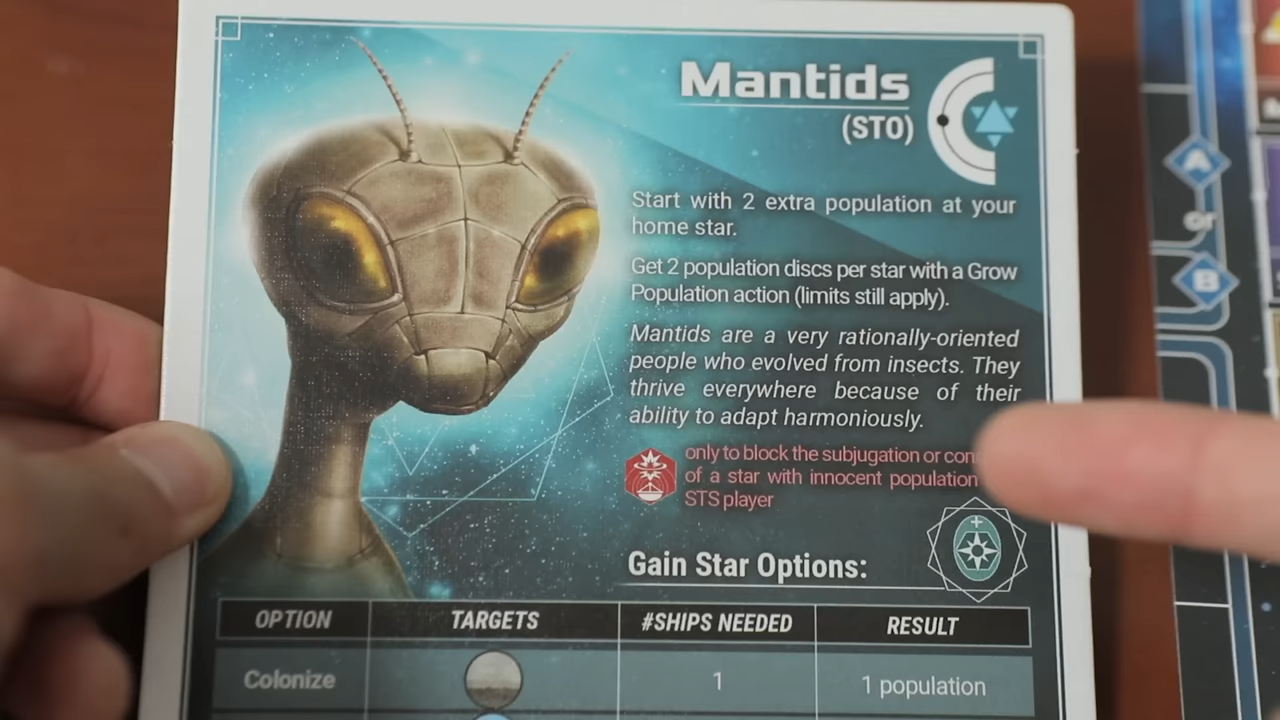 Mantids
(STO)
Start with 2 extra population at your
home star.
Get 2 population discs per star with a Grow
Population action (limits still apply).
Mantids are a very rationally-oriented
people who evolved from insects. They
thrive everywhere because of their
ability to adapt harmoniously.
only to block the subjugation or
of a star with innocent population
STS player
Gain Star Options:
OPTION TARGETS #SHIPS NEEDED RESULT
Colonize 1 1 population
A
or
B